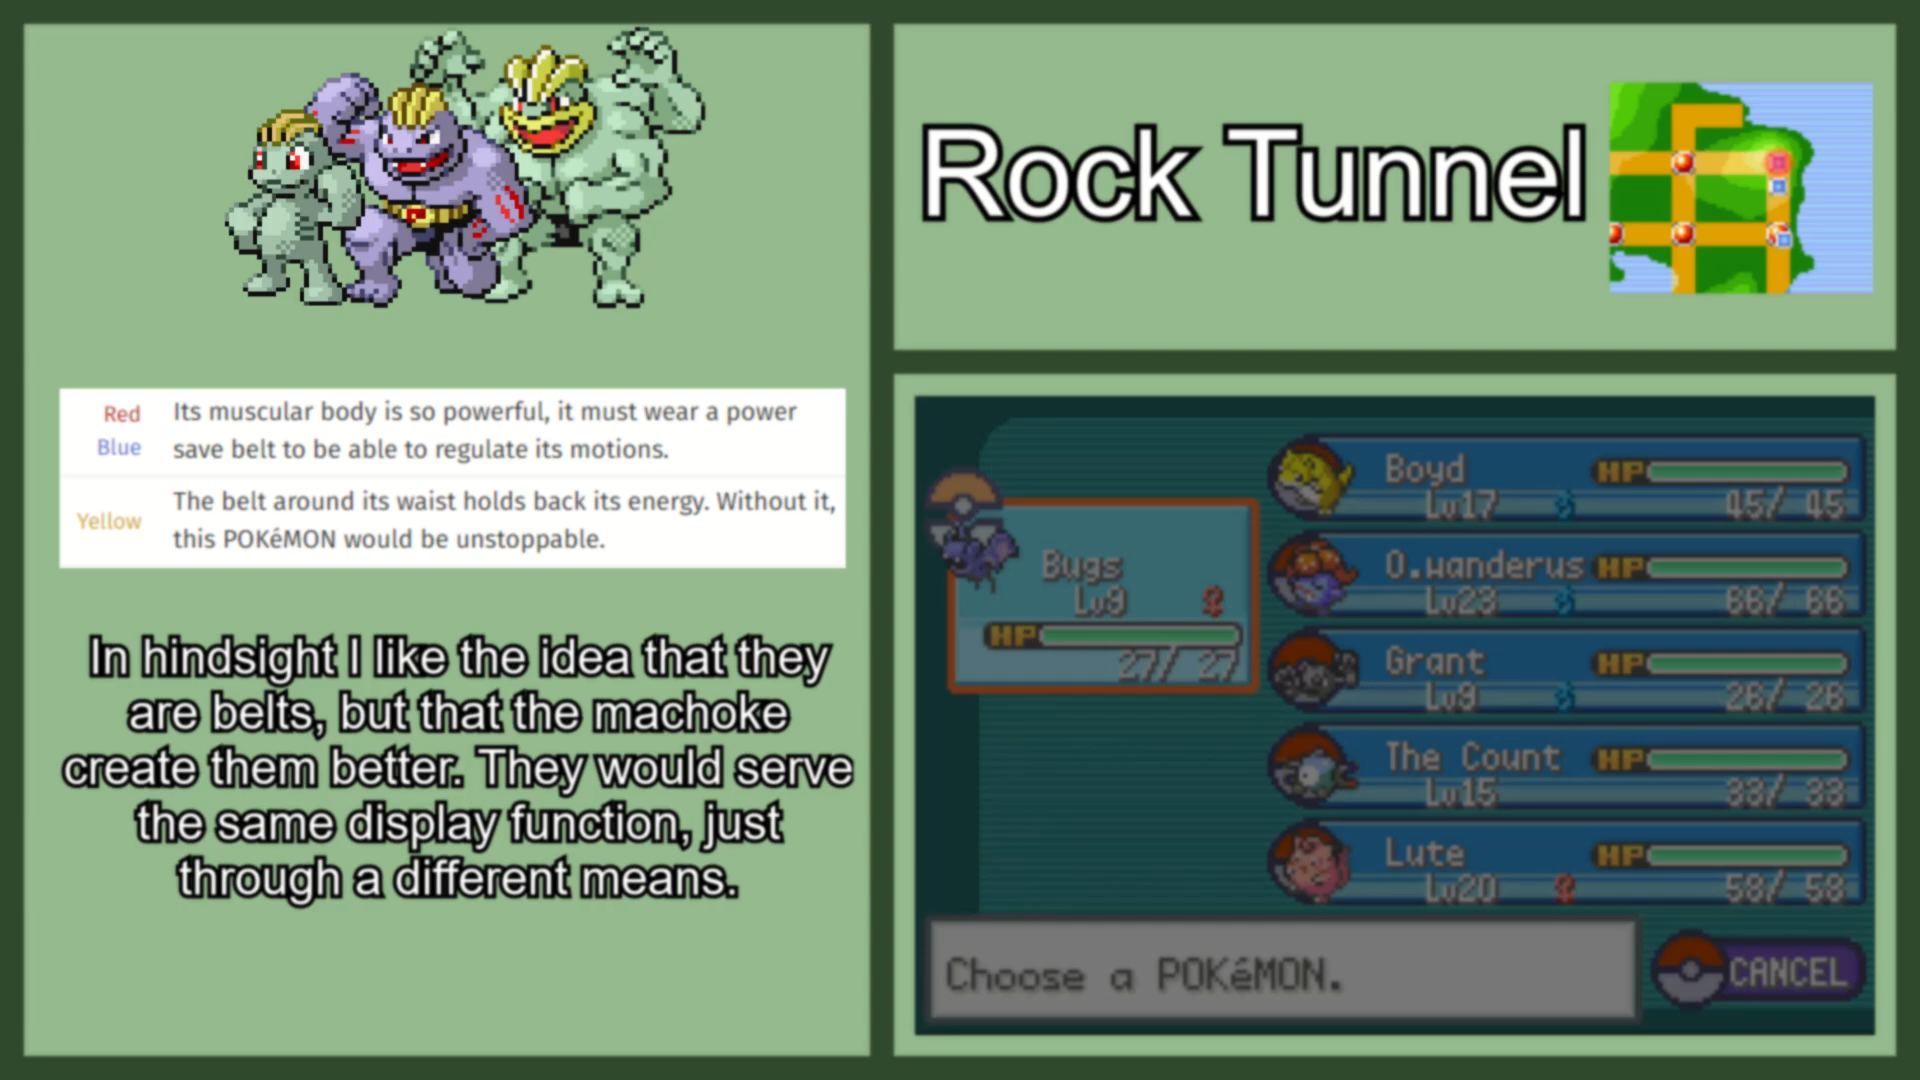 Red
Blue
Its muscular body is so powerful, it must wear a power
save belt to be able to regulate its motions.
Yellow
The belt around its waist holds back its energy. Without it,
this POKéMON would be unstoppable.
In hindsight I like the idea that they
are belts, but that the machoke
create them better. They would serve
the same display function, just
through a different means.
Rock Tunnel
Bugs
Lv9 ♀
HP
27/ 27
Boyd HP
Lv17 ♂ 45/ 45
O.wanderus HP
Lv23 ♂ 66/ 66
Grant HP
Lv9 ♂ 26/ 26
The Count HP
Lv15 33/ 33
Lute HP
Lv20 ♀ 58/ 58
Choose a POKéMON.
CANCEL